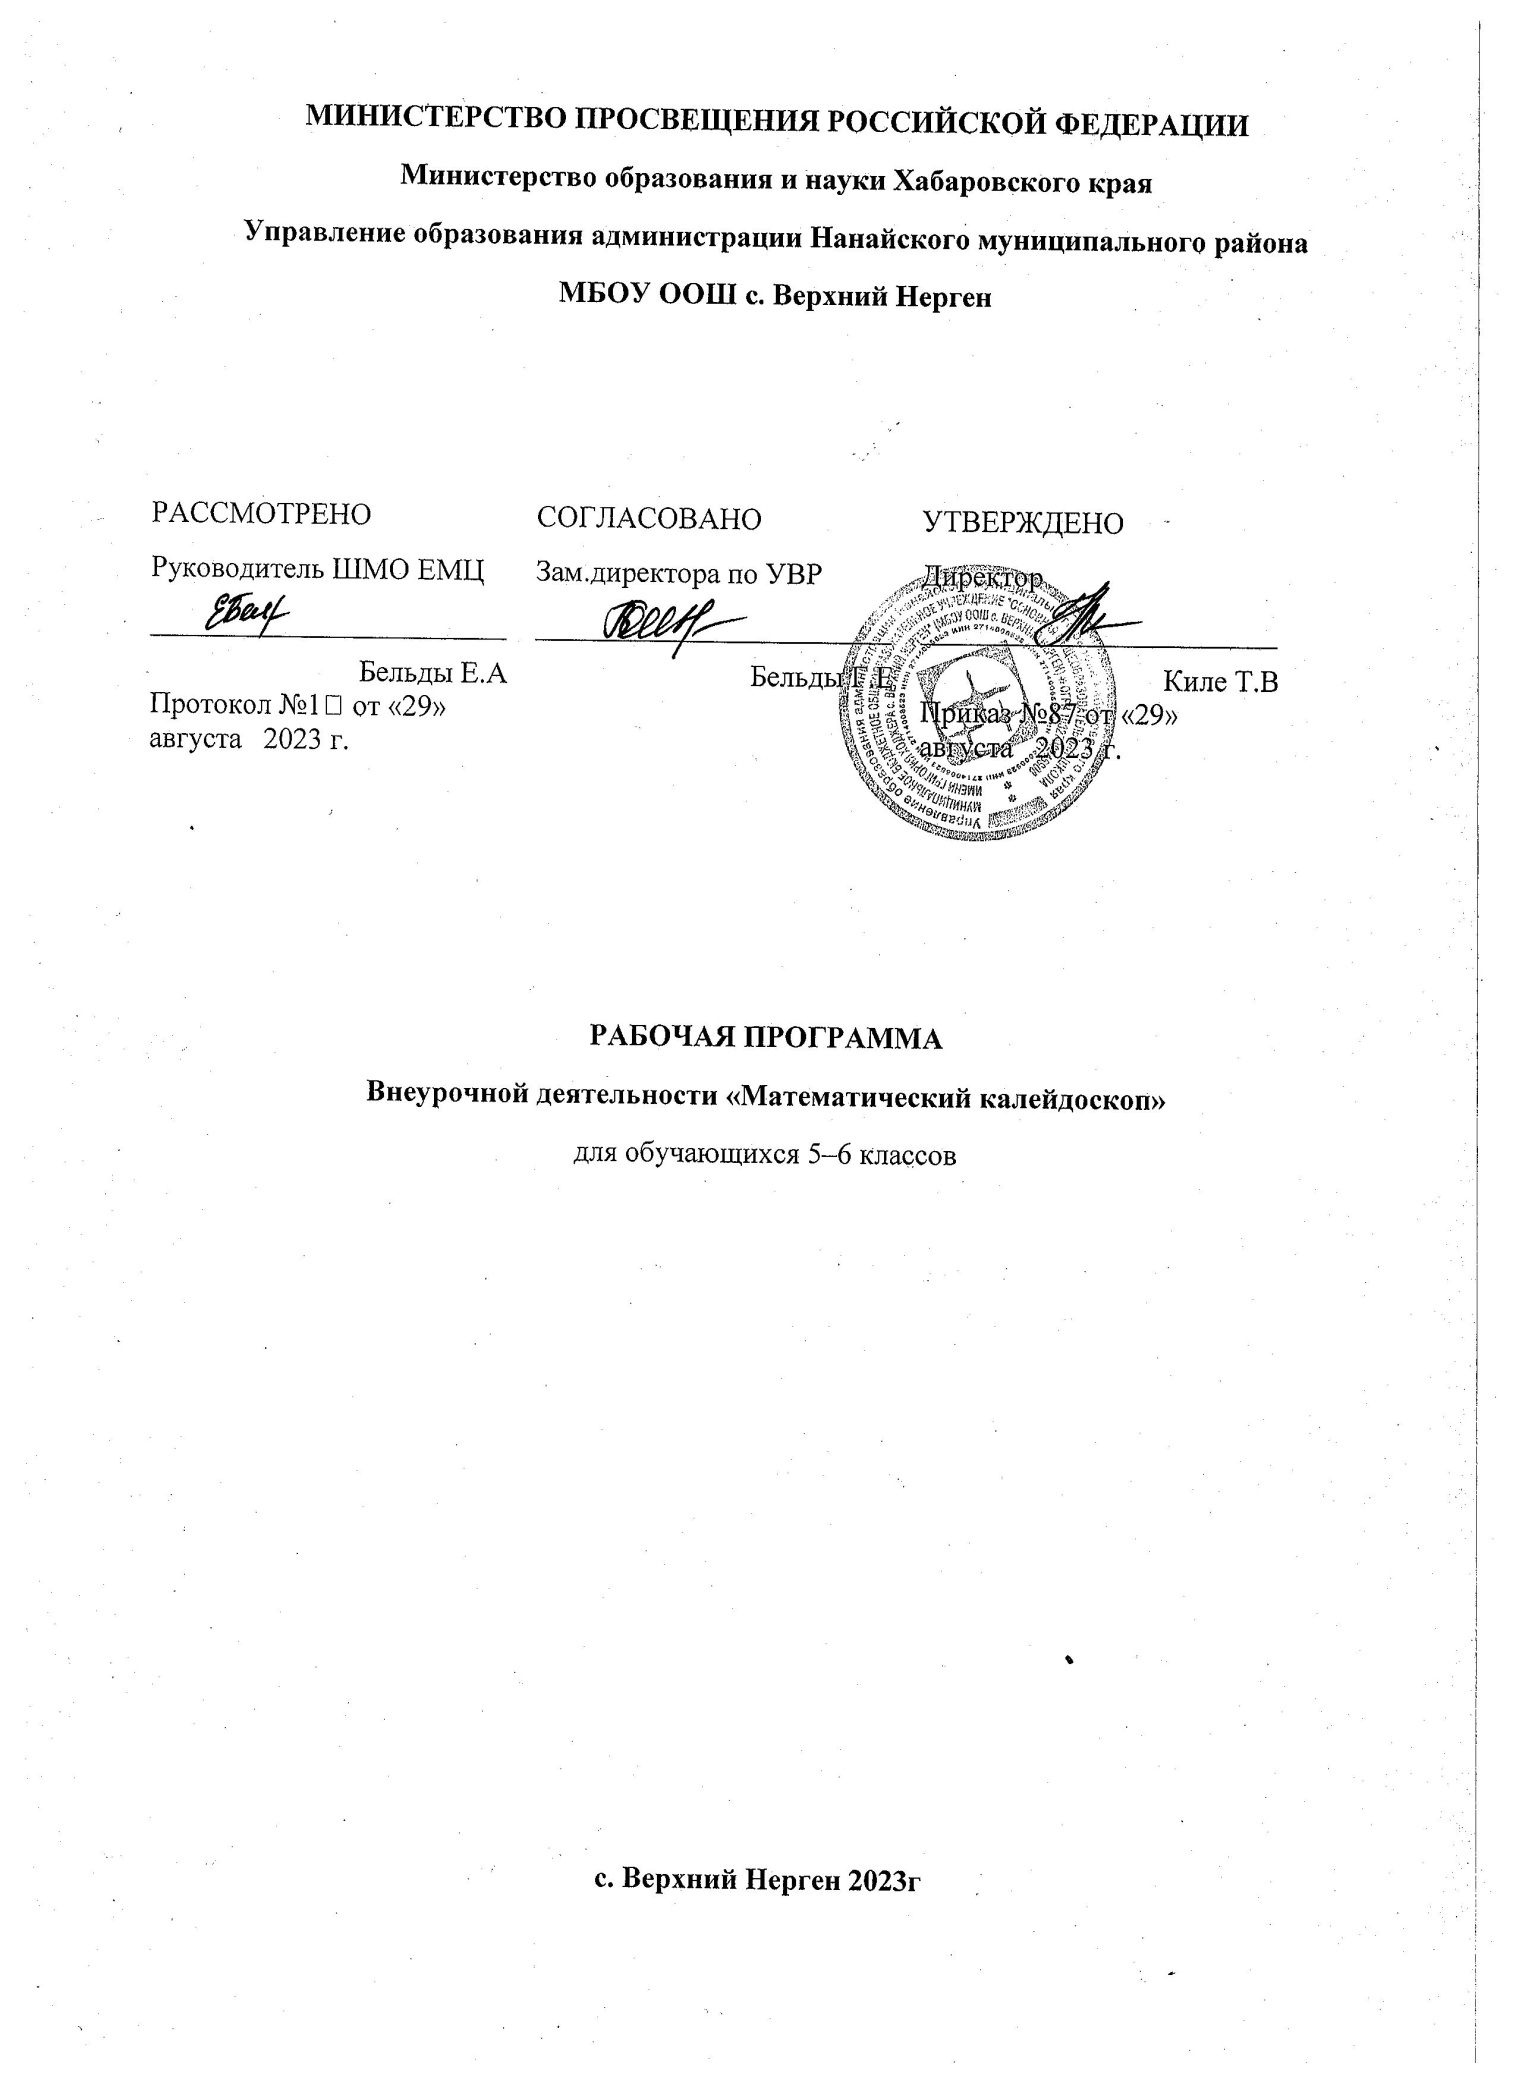 МИНИСТЕРСТВО ПРОСВЕЩЕНИЯ РОССИЙСКОЙ ФЕДЕРАЦИИ
Министерство образования и науки Хабаровского края
Управление образования администрации Нанайского муниципального района
МБОУ ООШ с. Верхний Нерген
РАССМОТРЕНО
Руководитель ШМО ЕМЦ
Бельды Е.А
Протокол №1 от «29»
августа 2023 г.
СОГЛАСОВАНО
Зам.директора по УВР
Бельды Т.Е
УТВЕРЖДЕНО
Директор
Киле Т.В
Приказ №87 от «29»
августа 2023 г.
РАБОЧАЯ ПРОГРАММА
Внеурочной деятельности «Математический калейдоскоп»
для обучающихся 5–6 классов
с. Верхний Нерген 2023г